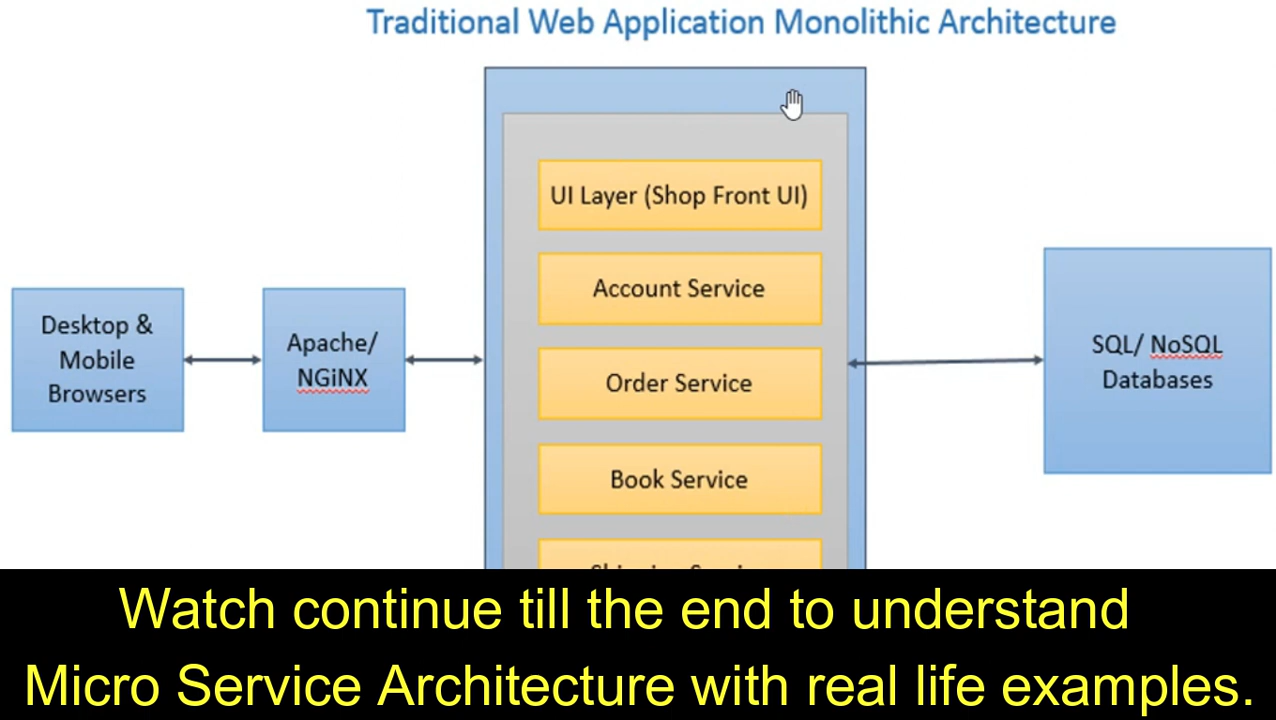 Traditional Web Application Monolithic Architecture
UI Layer (Shop Front UI)
Account Service
Desktop &
Mobile
Browsers
Apache/
NGiNX
Order Service
SQL/ NoSQL
Databases
Book Service
Watch continue till the end to understand
Micro Service Architecture with real life examples.